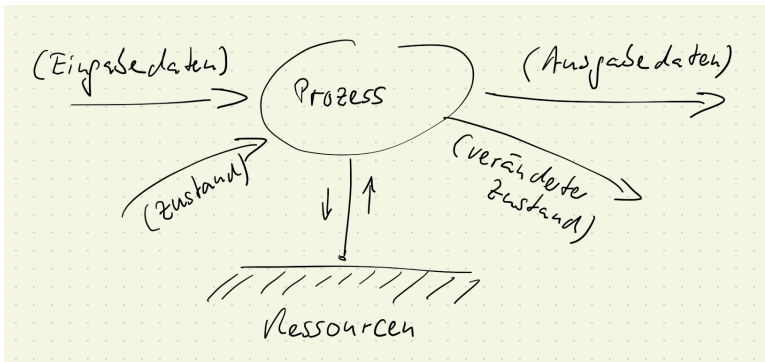 (Eingabedaten)
(Ausgabedaten)
Prozess
(Zustand)
(veränderter
Zustand)
Ressourcen